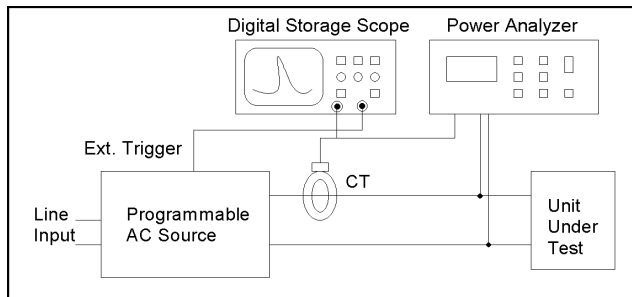 Digital Storage Scope
Power Analyzer
Ext. Trigger
CT
Line
Input
Programmable
AC Source
Unit
Under
Test